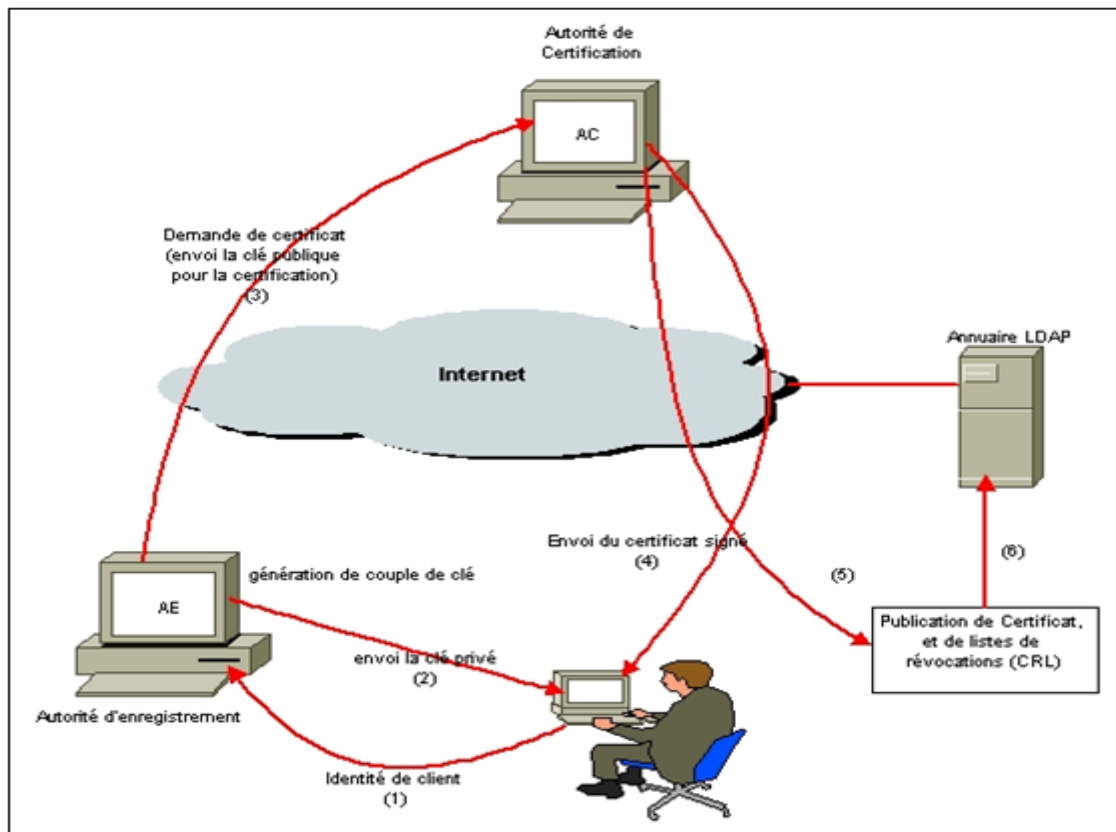 Autorité de
Certification
AC
Demande de certificat
(envoi la clé publique
pour la certification)
(3)
Annuaire LDAP
Internet
Envoi du certificat signé
(4)
(5)
(6)
génération de couple de clé
AE
Publication de Certificat,
et de listes de
révocations (CRL)
envoi la clé privé
(2)
Autorité d'enregistrement
Identité de client
(1)